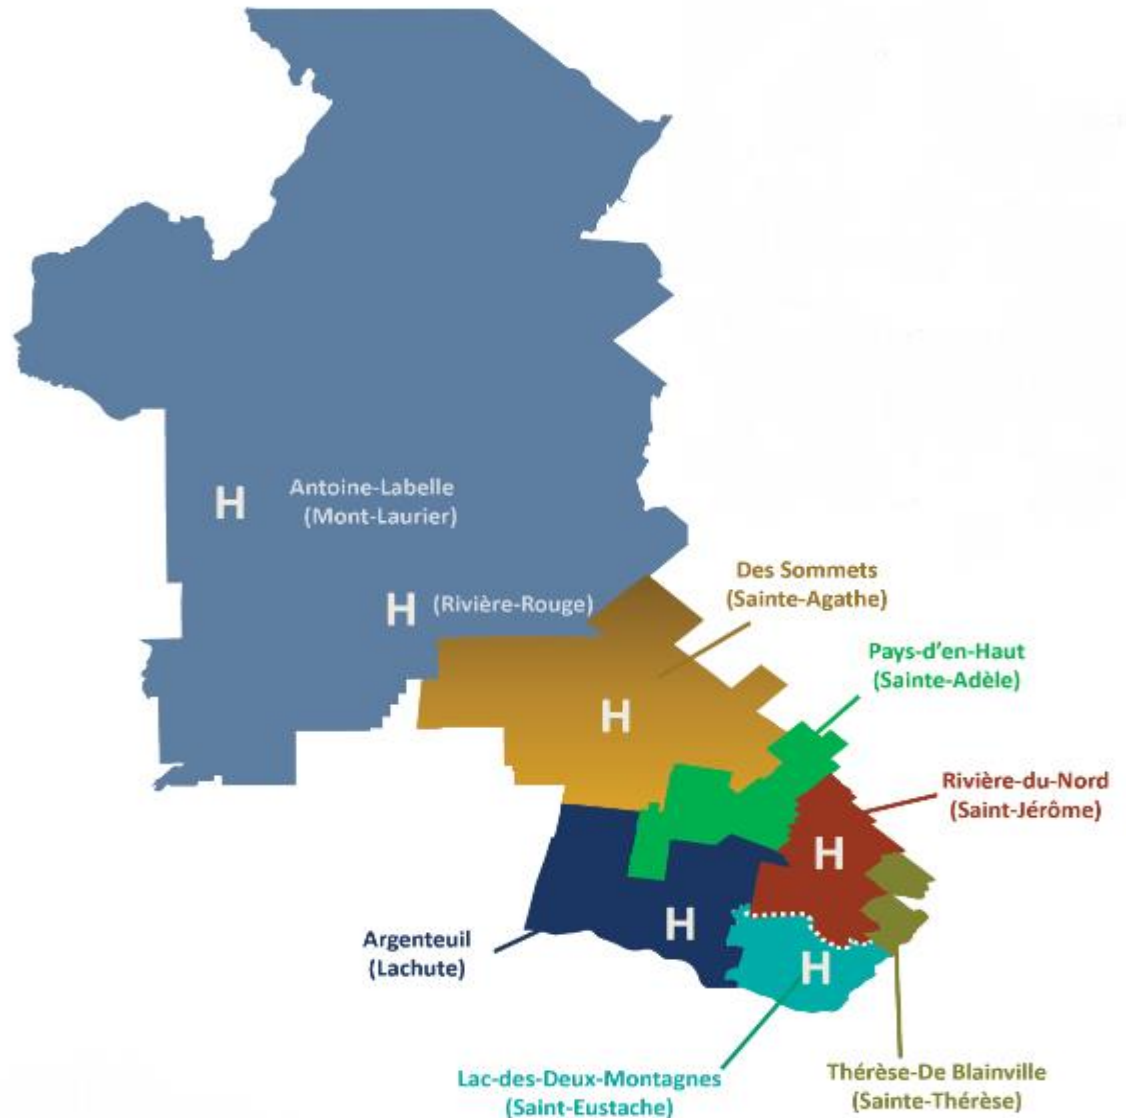 H
Antoine-Labelle
(Mont-Laurier)
H
(Rivière-Rouge)
Des Sommets
(Sainte-Agathe)
Pays-d'en-Haut
(Sainte-Adèle)
H
Rivière-du-Nord
(Saint-Jérôme)
H
H
Argenteuil
(Lachute)
H
Lac-des-Deux-Montagnes
(Saint-Eustache)
Thérèse-De Blainville
(Sainte-Thérèse)